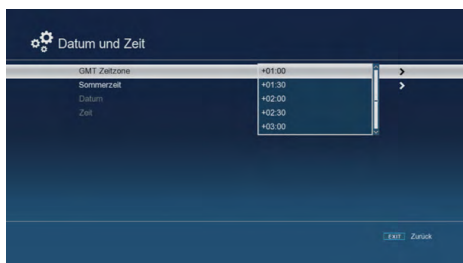 Datum und Zeit
GMT Zeitzone +01:00
Sommerzeit +01:30
Datum +02:00
Zeit +02:30
+03:00
EXIT Zurück